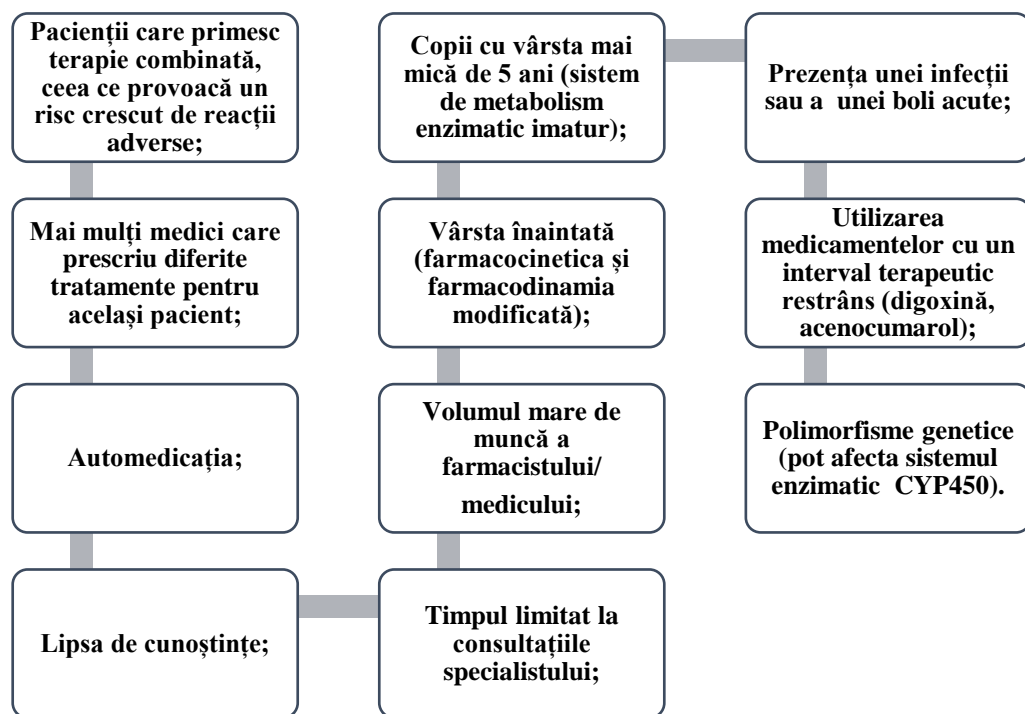 Pacienții care primesc
terapie combinată,
ceea ce provoacă un
risc crescut de reacții
adverse;
Mai mulți medici care
prescriu diferite
tratamente pentru
același pacient;
Automedicația;
Lipsa de cunoștințe;
Timpul limitat la
consultațiile
specialistului;
Volumul mare de
muncă a
farmacistului/
medicului;
Vârsta înaintată
(farmacocinetica și
farmacodinamia
modificată);
Copii cu vârsta mai
mică de 5 ani (sistem
de metabolism
enzimatic imatur);
Prezența unei infecții
sau a unei boli acute;
Utilizarea
medicamentelor cu un
interval terapeutic
restrâns (digoxină,
acenocumarol);
Polimorfisme genetice
(pot afecta sistemul
enzimatic CYP450).